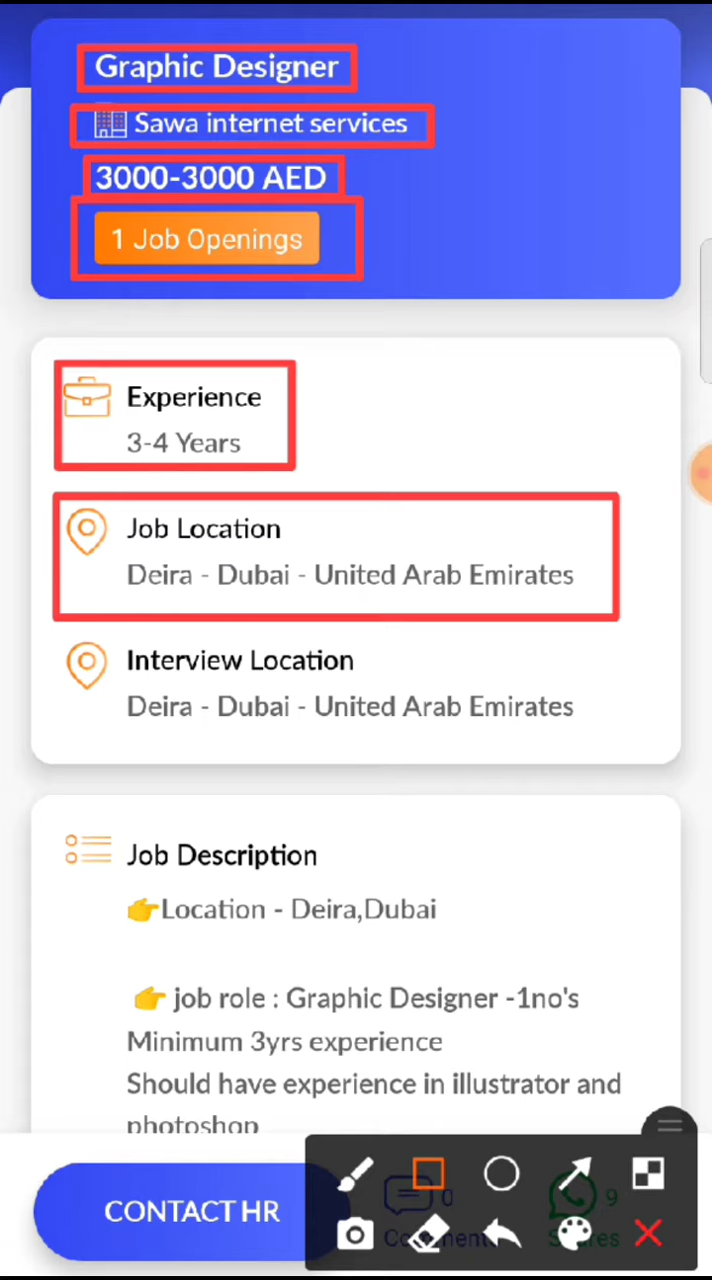 Graphic Designer
Sawa internet services
3000-3000 AED
1 Job Openings
Experience
3-4 Years
Job Location
Deira - Dubai - United Arab Emirates
Interview Location
Deira - Dubai - United Arab Emirates
Job Description
👉Location - Deira,Dubai
👉 job role : Graphic Designer -1no's
Minimum 3yrs experience
Should have experience in illustrator and
photoshop
CONTACT HR
0
9